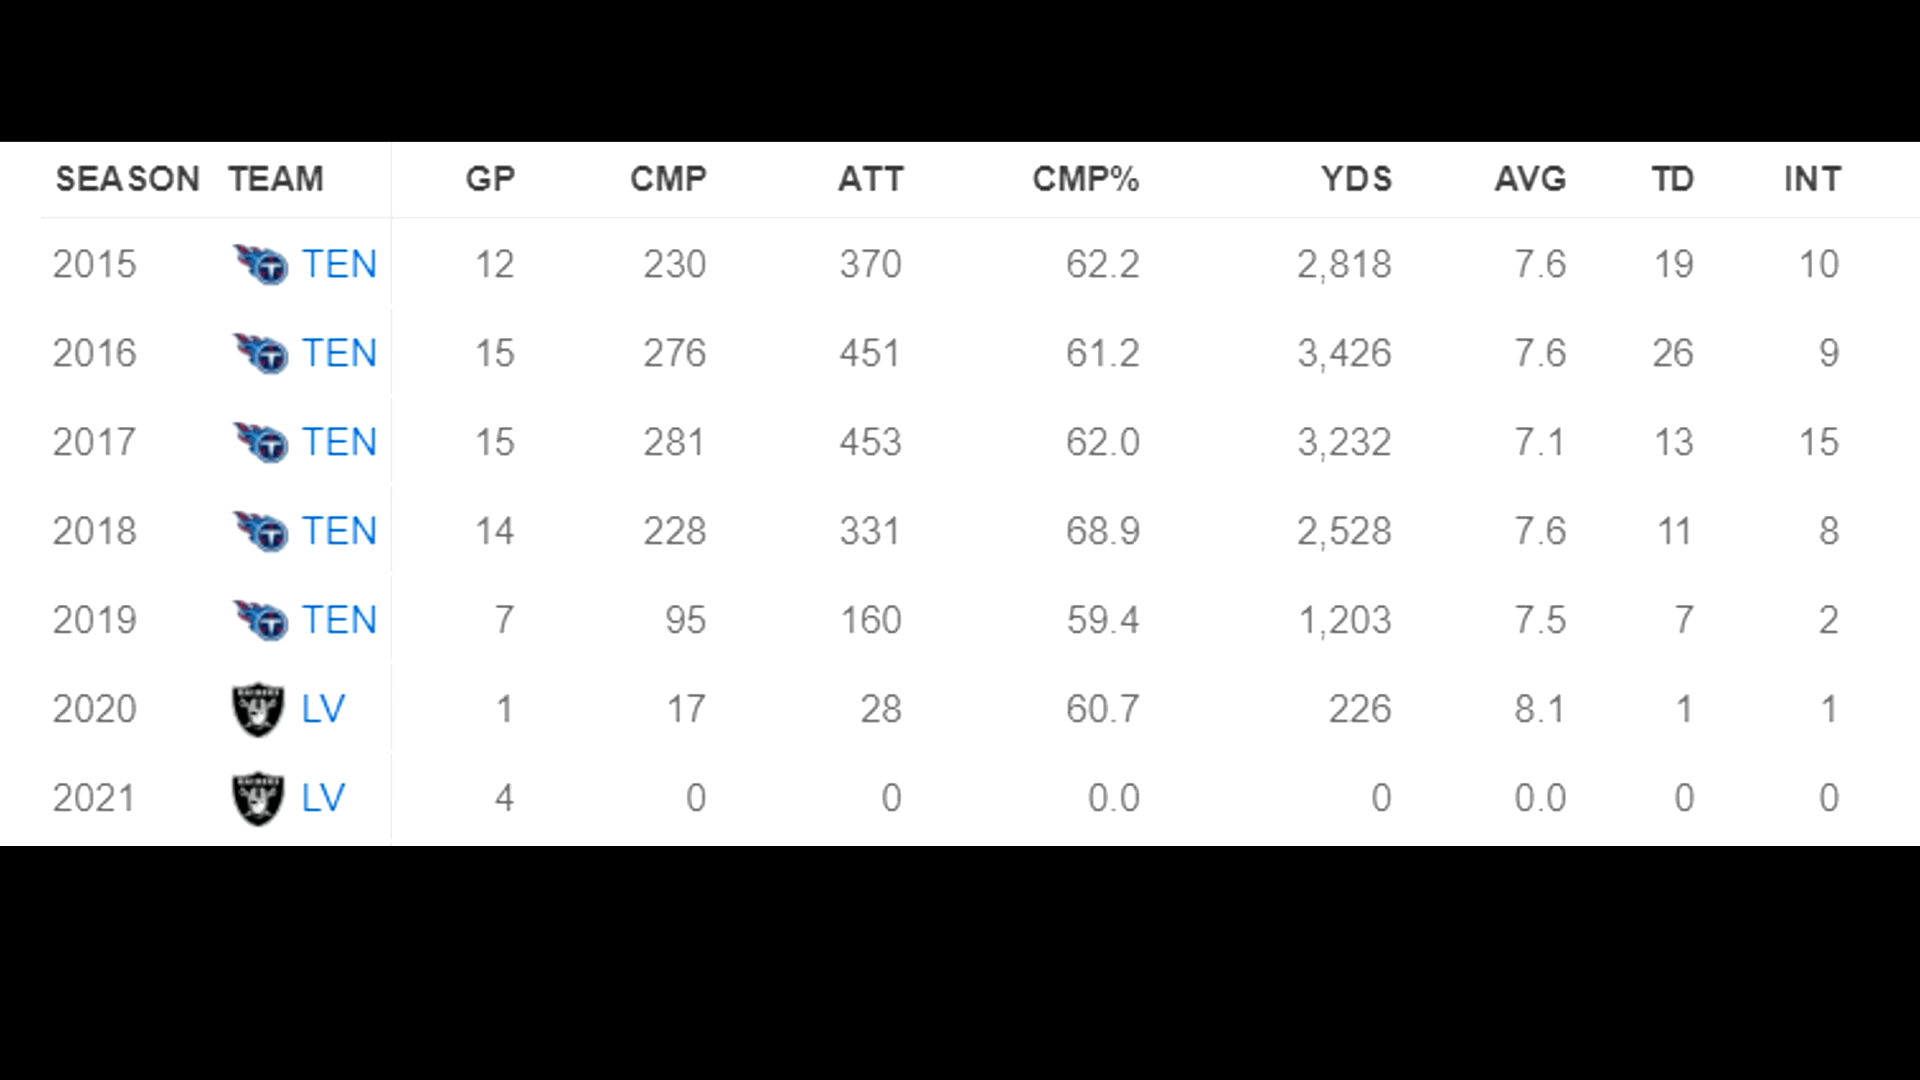 SEASON TEAM GP CMP ATT CMP% YDS AVG TD INT
2015 TEN 12 230 370 62.2 2,818 7.6 19 10
2016 TEN 15 276 451 61.2 3,426 7.6 26 9
2017 TEN 15 281 453 62.0 3,232 7.1 13 15
2018 TEN 14 228 331 68.9 2,528 7.6 11 8
2019 TEN 7 95 160 59.4 1,203 7.5 7 2
2020 LV 1 17 28 60.7 226 8.1 1 1
2021 LV 4 0 0 0.0 0 0.0 0 0